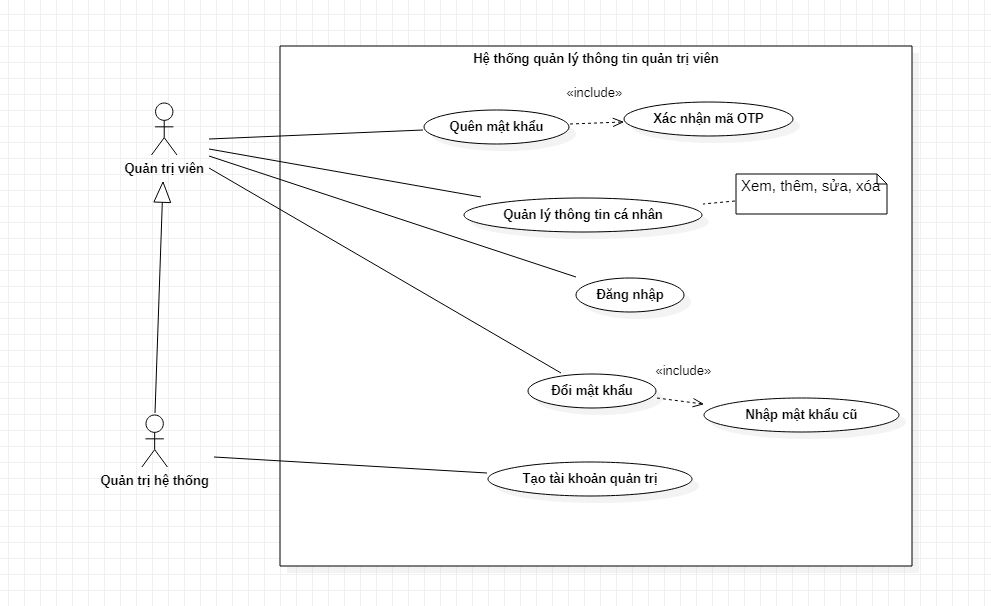 Hệ thống quản lý thông tin quản trị viên
«include»
Quên mật khẩu
Xác nhận mã OTP
Quản trị viên
Xem, thêm, sửa, xóa
Quản lý thông tin cá nhân
Đăng nhập
«include»
Đổi mật khẩu
Nhập mật khẩu cũ
Quản trị hệ thống
Tạo tài khoản quản trị